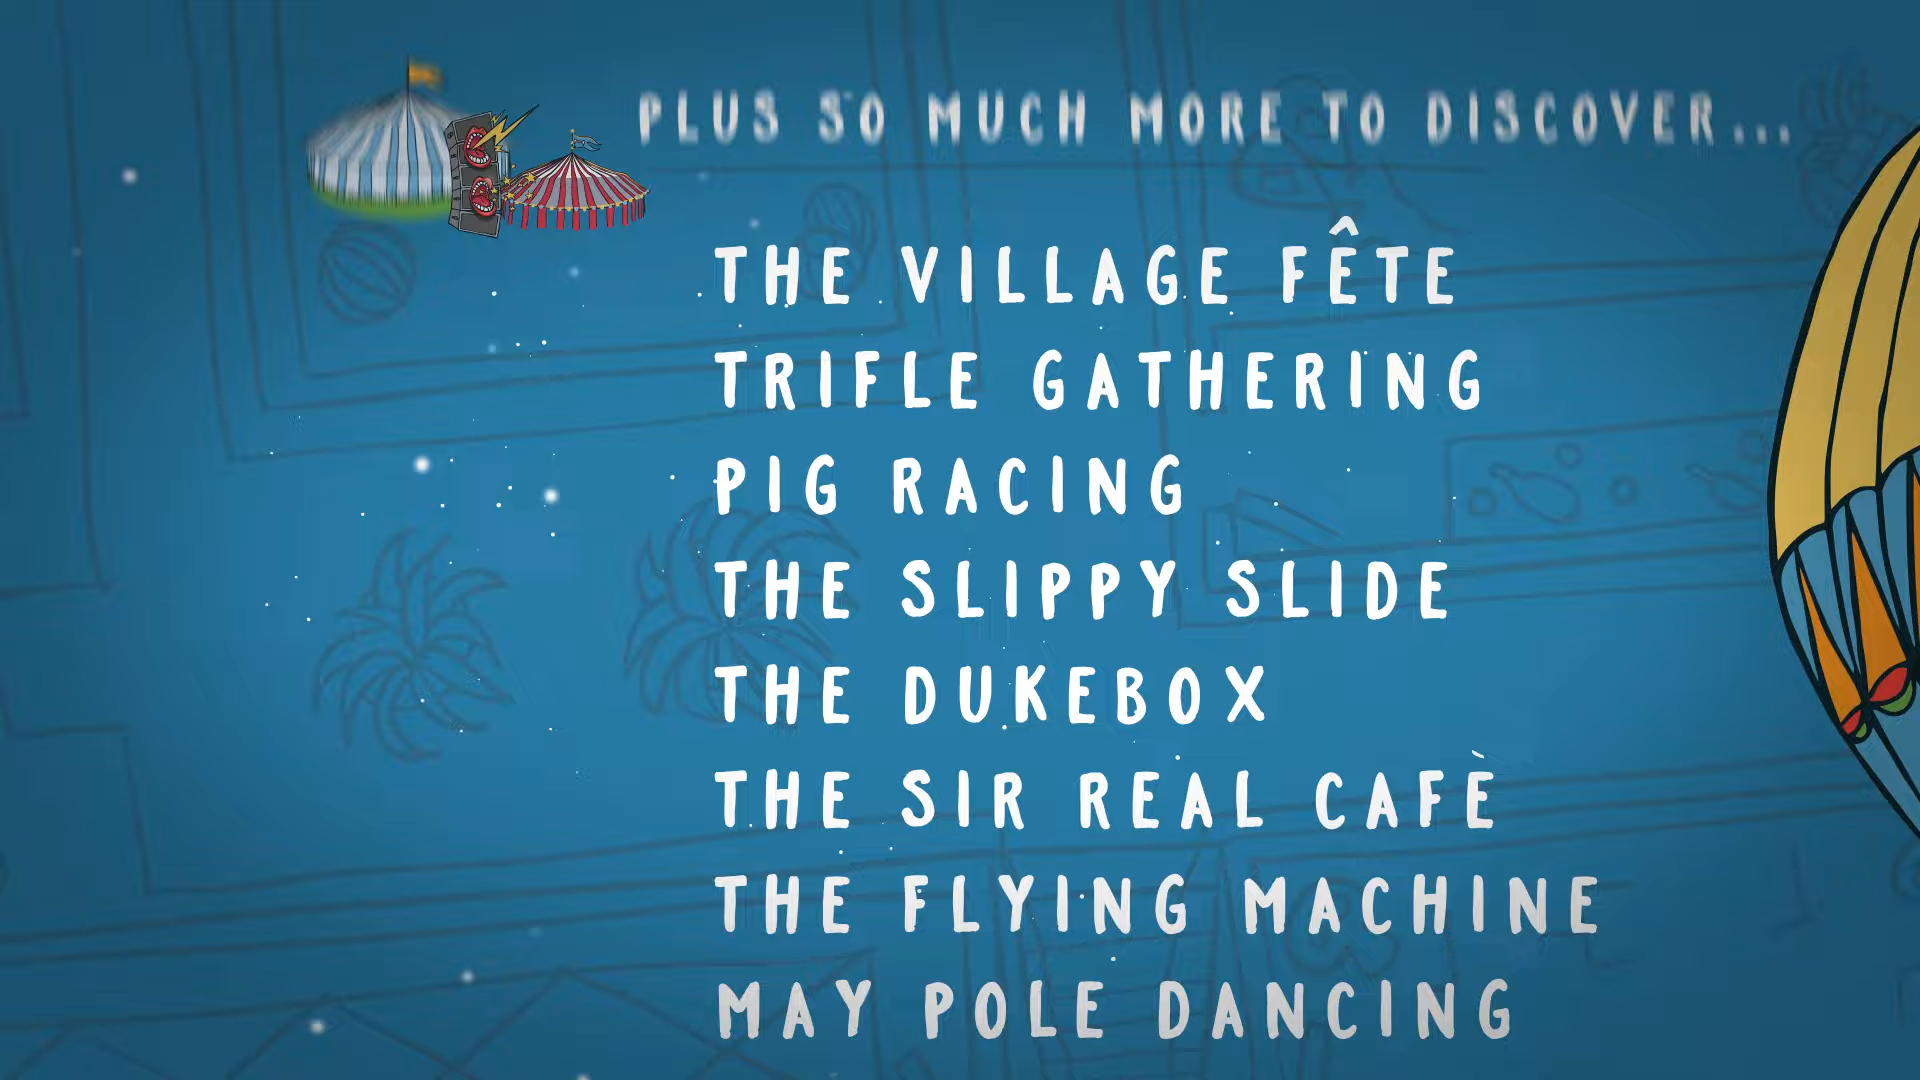 PLUS SO MUCH MORE TO DISCOVER...
THE VILLAGE FÊTE
TRIFLE GATHERING
PIG RACING
THE SLIPPY SLIDE
THE DUKEBOX
THE SIR REAL CAFÈ
THE FLYING MACHINE
MAY POLE DANCING